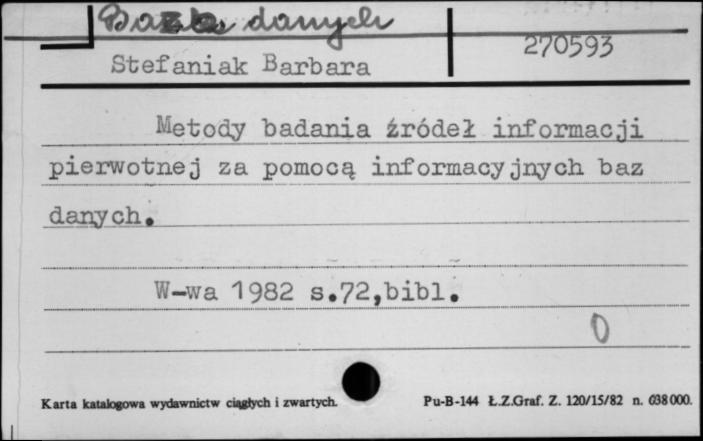 Baza danych
Stefaniak Barbara
270593
Metody badania źródeł informacji
pierwotnej za pomocą informacyjnych baz
danych.
W-wa 1982 s.72,bibl.
0
Karta katalogowa wydawnictw ciągłych i zwartych.
Pu-B-144 Ł.Z.Graf. Z. 120/15/82 n. 638000.